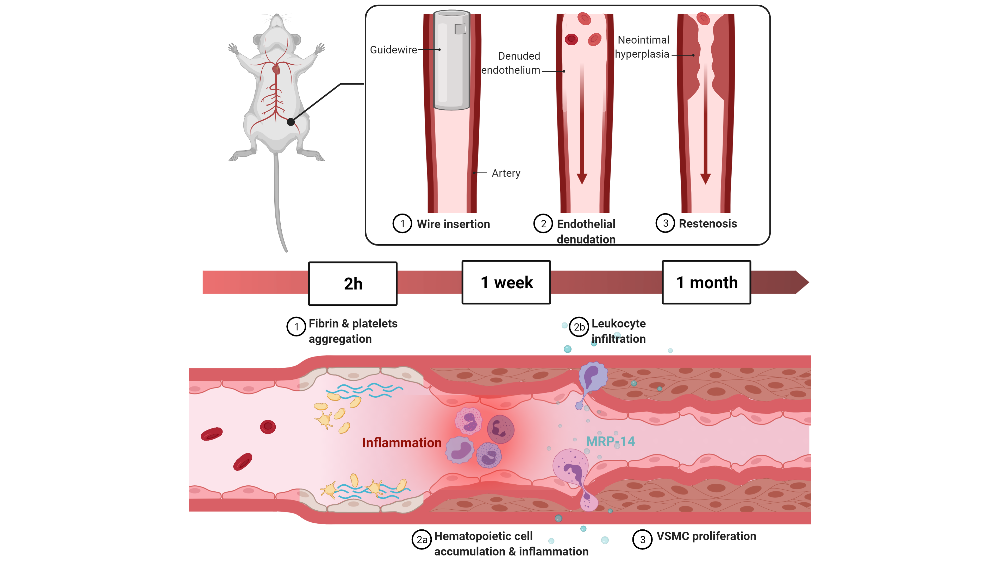 Guidewire
Denuded
endothelium
Neointimal
hyperplasia
Artery
1 Wire insertion
2 Endothelial
denudation
3 Restenosis
2h
1 week
1 month
1 Fibrin & platelets
aggregation
2b Leukocyte
infiltration
Inflammation
MRP-14
2a Hematopoietic cell
accumulation & inflammation
3 VSMC proliferation